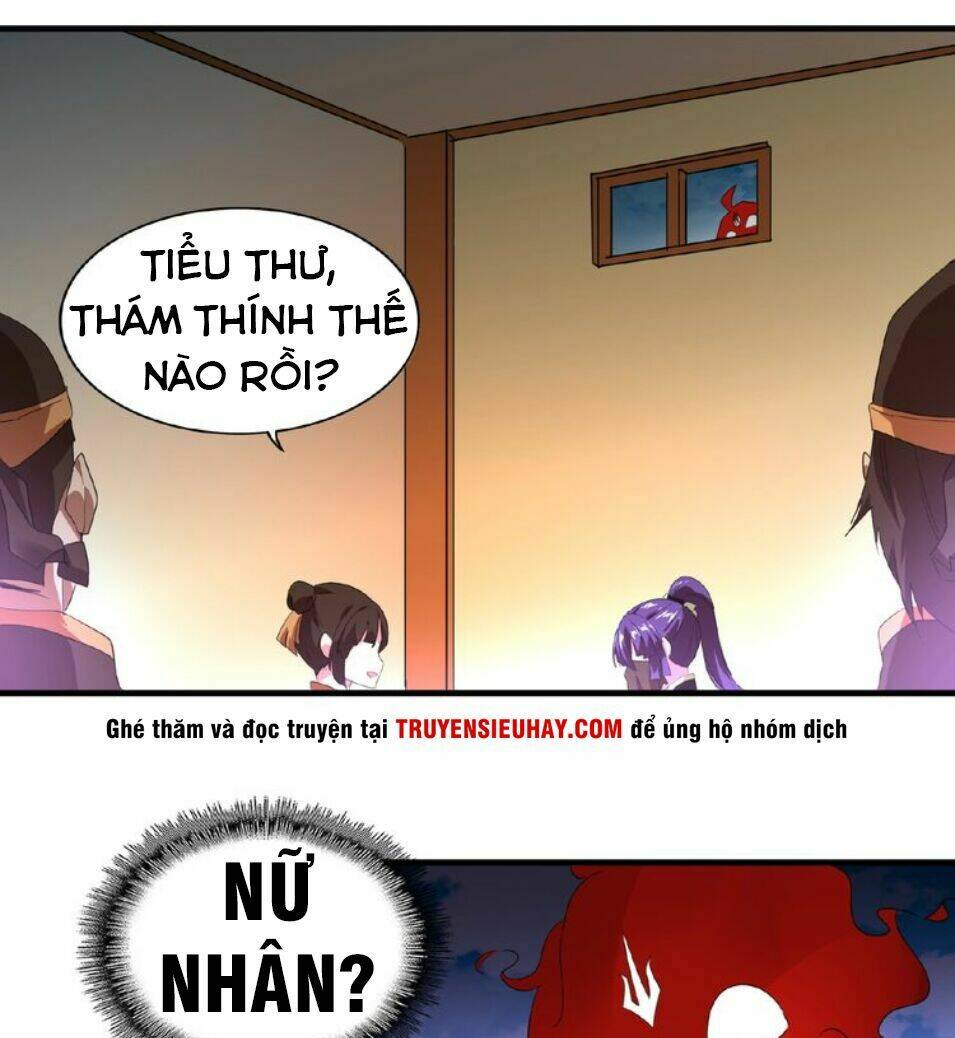 TIỂU THƯ,
THÁM THÍNH THẾ
NÀO RỒI?
Ghé thăm và đọc truyện tại TRUYENSIEUHAY.COM để ủng hộ nhóm dịch
NỮ
NHÂN?